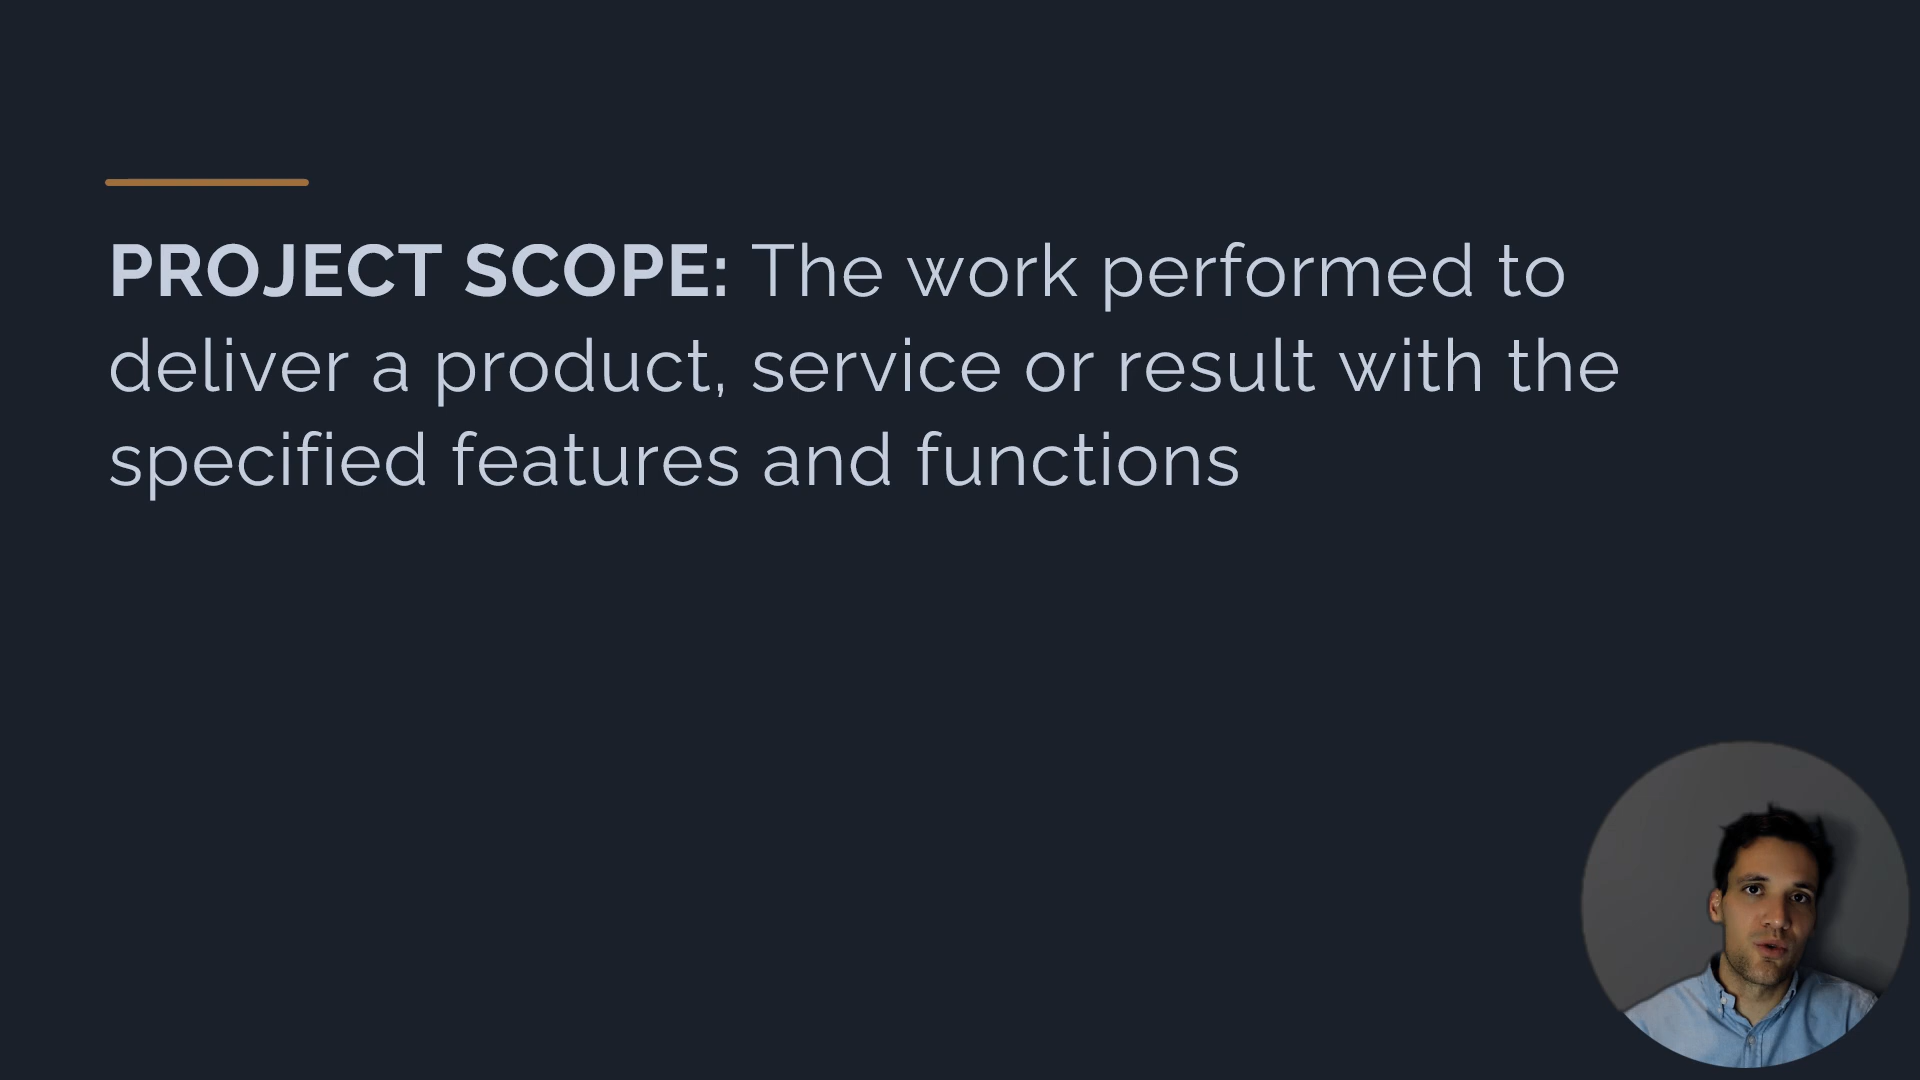 PROJECT SCOPE: The work performed to
deliver a product, service or result with the
specified features and functions